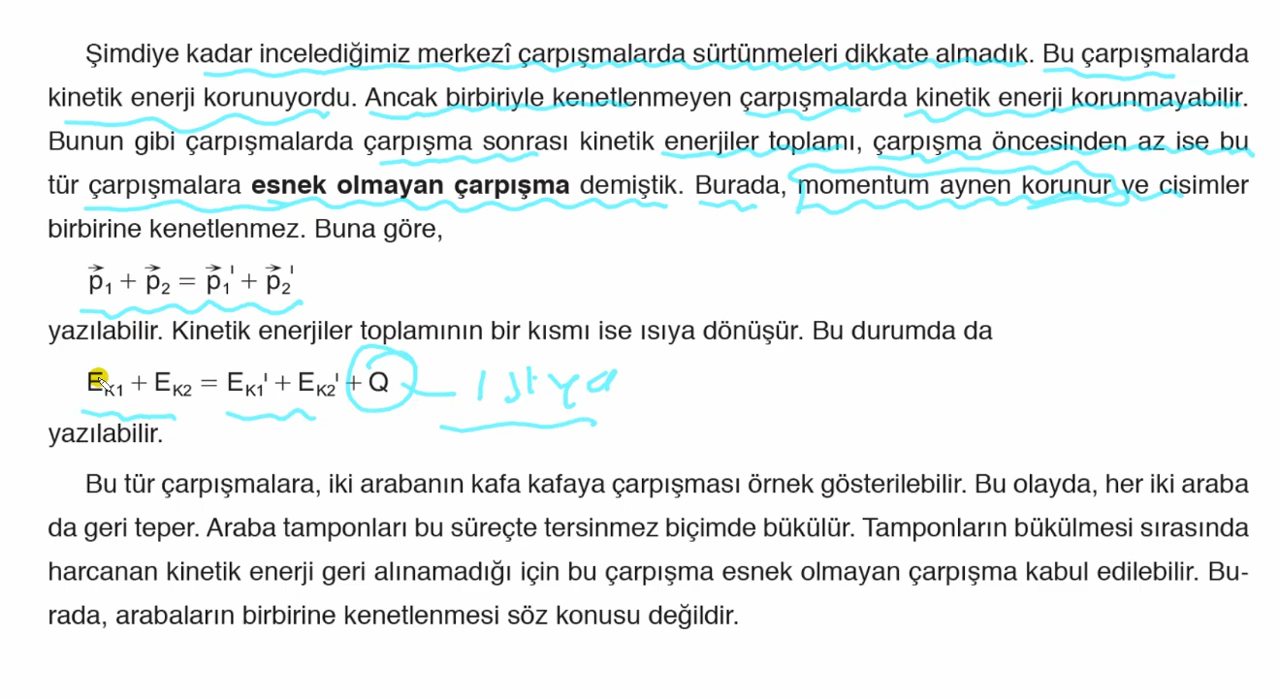 Şimdiye kadar incelediğimiz merkezî çarpışmalarda sürtünmeleri dikkate almadık. Bu çarpışmalarda
kinetik enerji korunuyordu. Ancak birbiriyle kenetlenmeyen çarpışmalarda kinetik enerji korunmayabilir.
Bunun gibi çarpışmalarda çarpışma sonrası kinetik enerjiler toplamı, çarpışma öncesinden az ise bu
tür çarpışmalara esnek olmayan çarpışma demiştik. Burada, momentum aynen korunur ve cisimler
birbirine kenetlenmez. Buna göre,
p⃗₁ + p⃗₂ = p⃗₁' + p⃗₂'
yazılabilir. Kinetik enerjiler toplamının bir kısmı ise ısıya dönüşür. Bu durumda da
E_K1 + E_K2 = E_K1' + E_K2' + Q ısıya
yazılabilir.
Bu tür çarpışmalara, iki arabanın kafa kafaya çarpışması örnek gösterilebilir. Bu olayda, her iki araba
da geri teper. Araba tamponları bu süreçte tersinmez biçimde bükülür. Tamponların bükülmesi sırasında
harcanan kinetik enerji geri alınamadığı için bu çarpışma esnek olmayan çarpışma kabul edilebilir. Bu-
rada, arabaların birbirine kenetlenmesi söz konusu değildir.